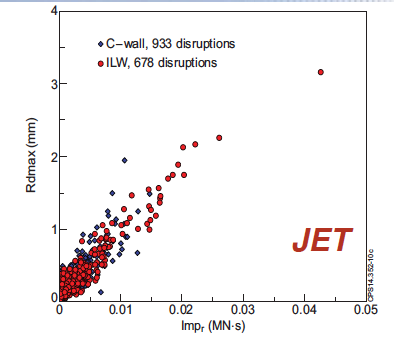 4
C-wall, 933 disruptions
ILW, 678 disruptions
3
Rdmax (mm)
2
1
JET
CPS14.352-10c
0
0 0.01 0.02 0.03 0.04 0.05
Impr (MN·s)